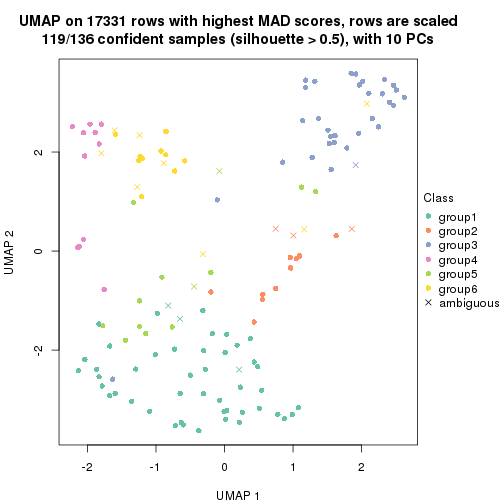 UMAP on 17331 rows with highest MAD scores, rows are scaled
119/136 confident samples (silhouette > 0.5), with 10 PCs
2
0
-2
UMAP 2
-2
-1
0
1
2
UMAP 1
Class
group1
group2
group3
group4
group5
group6
ambiguous